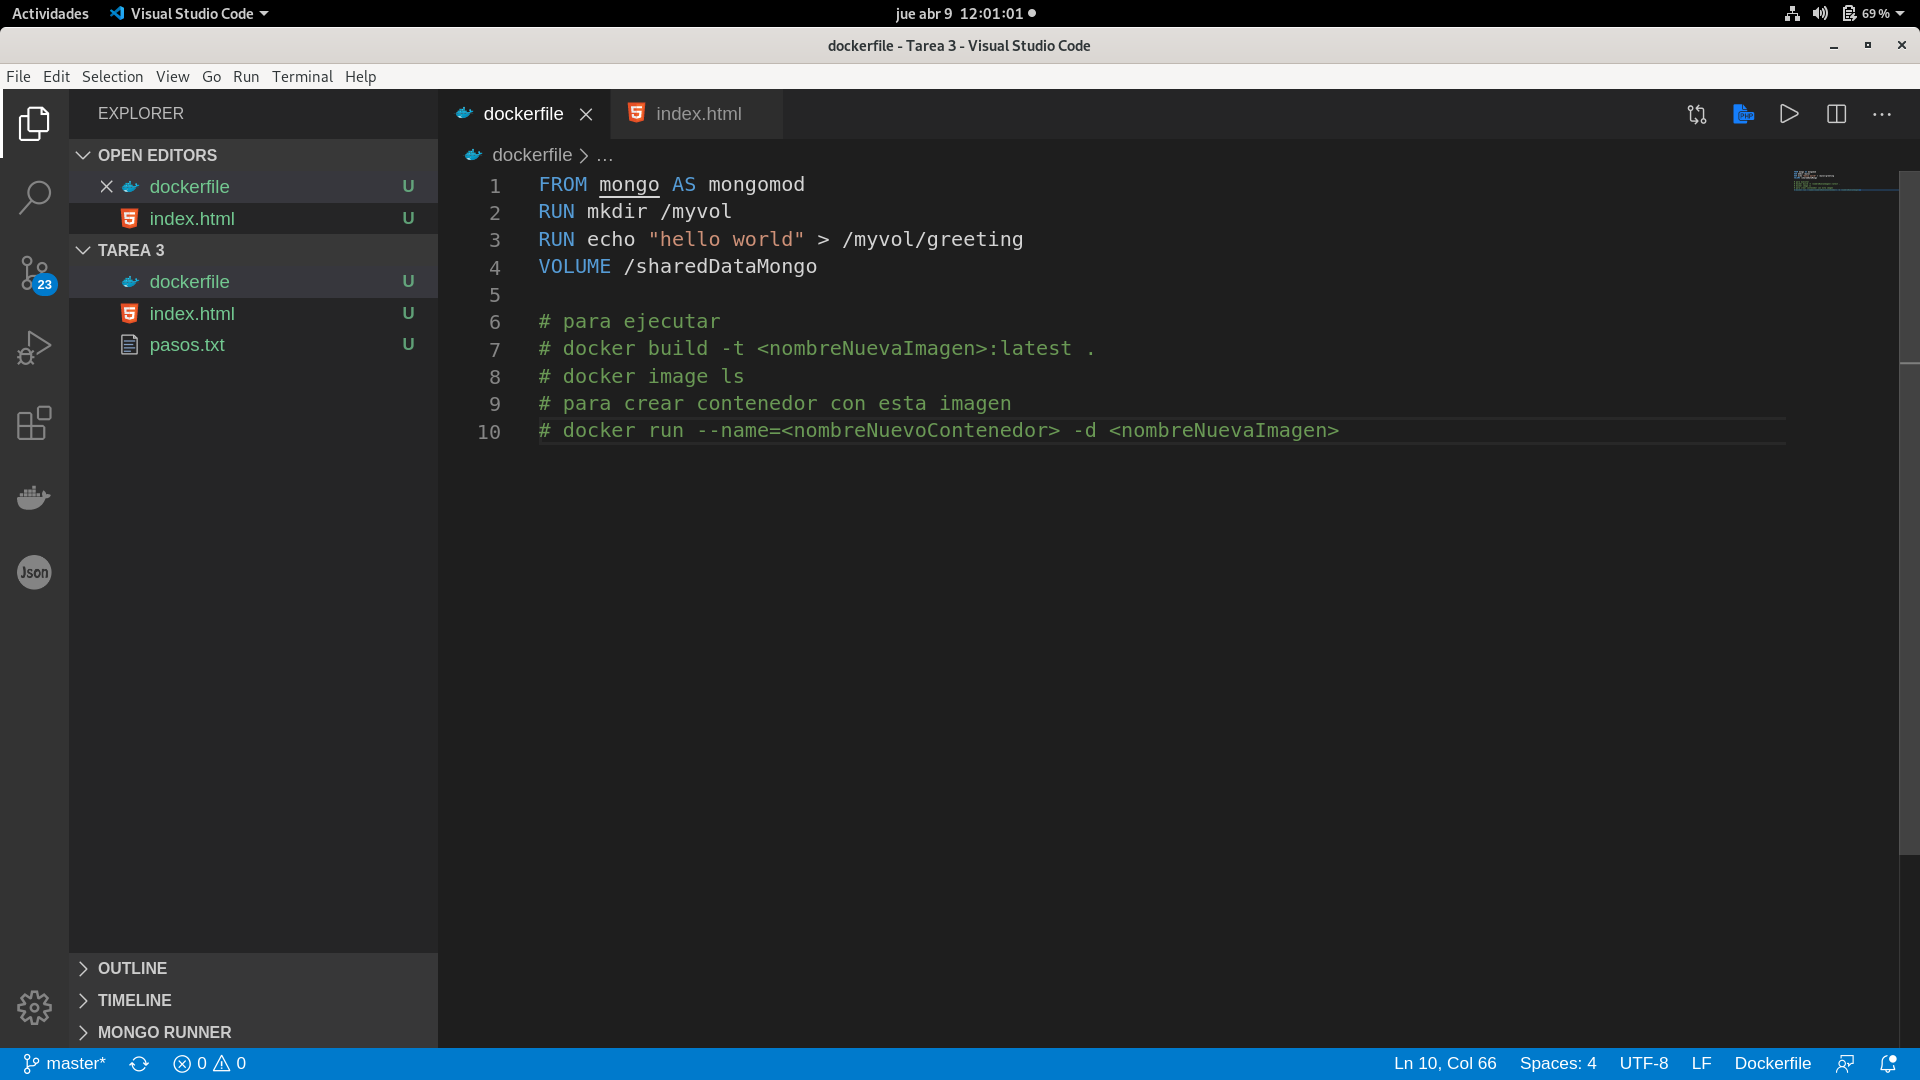 Actividades Visual Studio Code jue abr 9 12:01:01 69 %
dockerfile - Tarea 3 - Visual Studio Code
File Edit Selection View Go Run Terminal Help
EXPLORER
OPEN EDITORS
dockerfile U
index.html U
TAREA 3
dockerfile U
index.html U
pasos.txt U
23
Json
OUTLINE
TIMELINE
MONGO RUNNER
dockerfile index.html
PHP
dockerfile > ...
1 FROM mongo AS mongomod
2 RUN mkdir /myvol
3 RUN echo "hello world" > /myvol/greeting
4 VOLUME /sharedDataMongo
5
6 # para ejecutar
7 # docker build -t <nombreNuevaImagen>:latest .
8 # docker image ls
9 # para crear contenedor con esta imagen
10 # docker run --name=<nombreNuevoContenedor> -d <nombreNuevaImagen>
master* 0 0 Ln 10, Col 66 Spaces: 4 UTF-8 LF Dockerfile